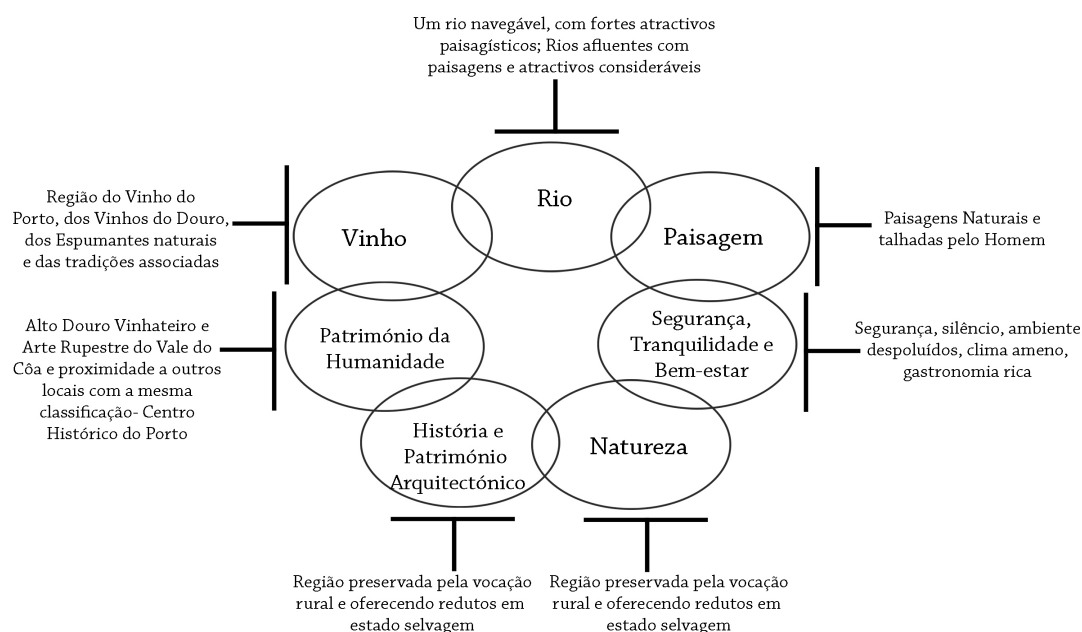 Um rio navegável, com fortes atractivos
paisagísticos; Rios afluentes com
paisagens e atractivos consideráveis
Rio
Vinho
Paisagem
Região do Vinho do
Porto, dos Vinhos do Douro,
dos Espumantes naturais
e das tradições associadas
Paisagens Naturais e
talhadas pelo Homem
Património da
Humanidade
Segurança,
Tranquilidade e
Bem-estar
Alto Douro Vinhateiro e
Arte Rupestre do Vale do
Côa e proximidade a outros
locais com a mesma
classificação- Centro
Histórico do Porto
Segurança, silêncio, ambiente
despoluídos, clima ameno,
gastronomia rica
História e
Património
Arquitectónico
Natureza
Região preservada pela vocação
rural e oferecendo redutos em
estado selvagem
Região preservada pela vocação
rural e oferecendo redutos em
estado selvagem